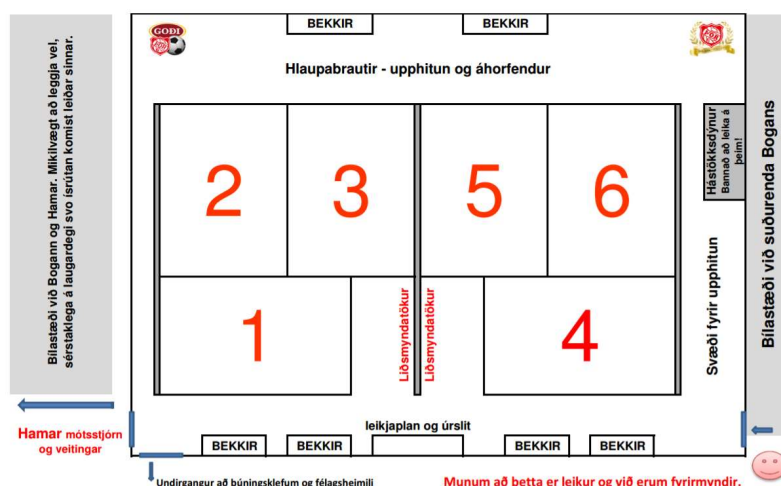 BEKKIR
BEKKIR
GOÐI
Hlaupabrautir - upphitun og áhorfendur
Bílastæði við Bogann og Hamar. Mikilvægt að leggja vel,
sérstaklega á laugardegi svo ísrútan komist leiðar sinnar.
2
3
5
6
Hástökksdýnur
Bannað að leika á
þeim!
Bílastæði við suðurenda Bogans
1
Liðsmyndatökur
Liðsmyndatökur
4
Svæði fyrir upphitun
Hamar mótsstjórn
og veitingar
leikjaplan og úrslit
BEKKIR
BEKKIR
BEKKIR
BEKKIR
Undirgangur að búningsklefum og félagsheimili
Munum að þetta er leikur og við erum fyrirmyndir.